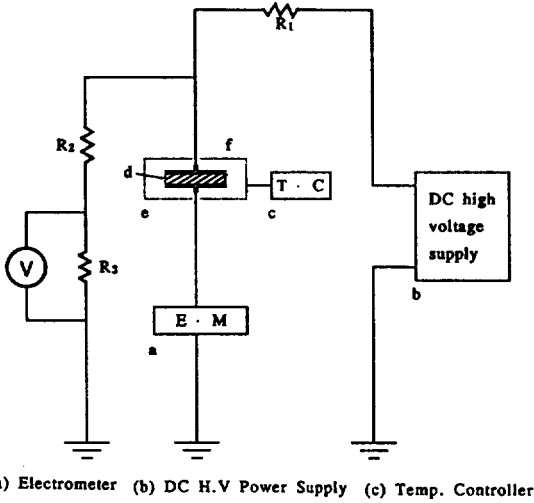 R1
R2
f
d
T · C
e
c
DC high
voltage
supply
V
R3
b
E · M
a
) Electrometer (b) DC H.V Power Supply (c) Temp. Controller